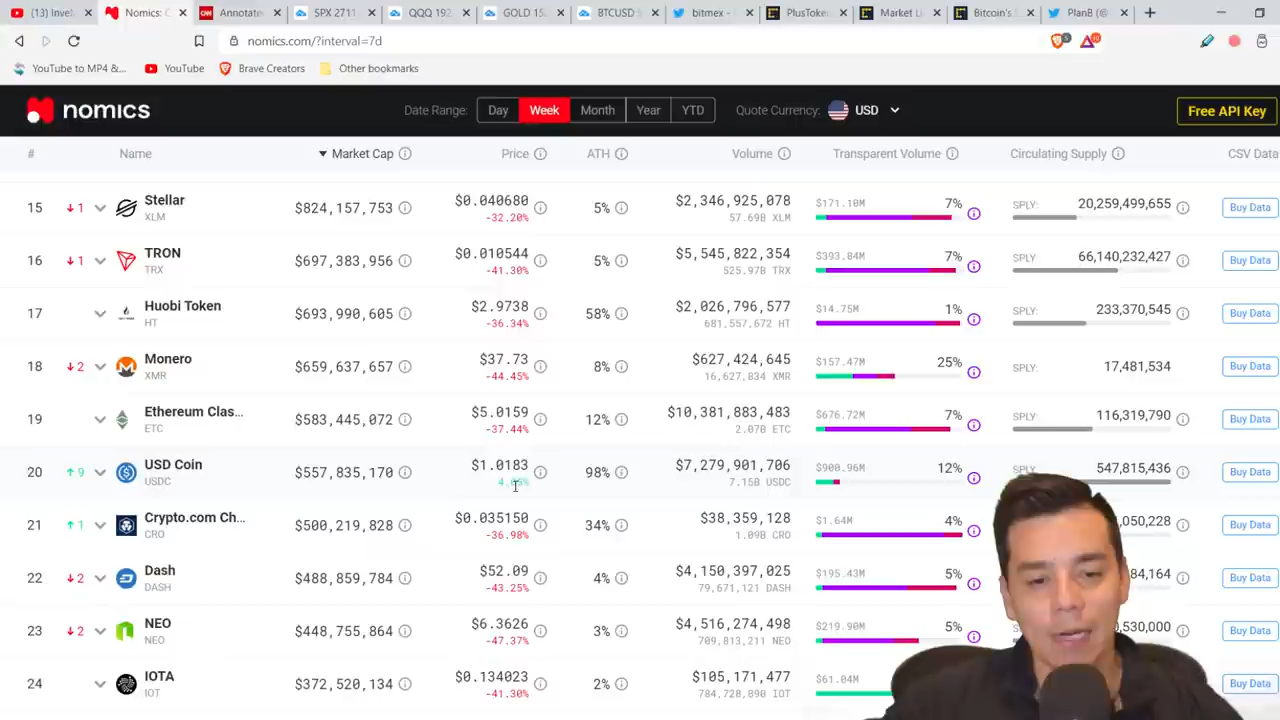 (32) Invest
Nomics: C
Annotate
SPX 2711
QQQ 192
GOLD 15
BTCUSD
bitmex -
PlusToke
Market L
Bitcoin's
PlanB (@
nomics.com/?interval=7d
YouTube to MP4 &...
YouTube
Brave Creators
Other bookmarks
nomics
Date Range:
Day
Week
Month
Year
YTD
Quote Currency:
USD
Free API Key
# Name Market Cap Price ATH Volume Transparent Volume Circulating Supply CSV Data
15 1 Stellar $824,157,753 $0.040680 5% $2,346,925,078 $171.10M 7% SPLY: 20,259,499,655 Buy Data
XLM -32.20% 57.69B XLM
16 1 TRON $697,383,956 $0.010544 5% $5,545,822,354 $393.84M 7% SPLY: 66,140,232,427 Buy Data
TRX -41.30% 525.97B TRX
17 Huobi Token $693,990,605 $2.9738 58% $2,026,796,577 $14.75M 1% SPLY: 233,370,545 Buy Data
HT -36.34% 681,557,672 HT
18 2 Monero $659,637,657 $37.73 8% $627,424,645 $157.47M 25% SPLY: 17,481,534 Buy Data
XMR -44.45% 16,627,834 XMR
19 Ethereum Clas... $583,445,072 $5.0159 12% $10,381,883,483 $676.72M 7% SPLY: 116,319,790 Buy Data
ETC -37.44% 2.07B ETC
20 9 USD Coin $557,835,170 $1.0183 98% $7,279,901,706 $900.96M 12% SPLY: 547,815,436 Buy Data
USDC 7.15B USDC
21 1 Crypto.com Ch... $500,219,828 $0.035150 34% $38,359,128 $1.64M 4% ,050,228 Buy Data
CRO -36.98% 1.09B CRO
22 2 Dash $488,859,784 $52.09 4% $4,150,397,025 $195.43M 5% 84,164 Buy Data
DASH -43.25% 79,671,121 DASH
23 2 NEO $448,755,864 $6.3626 3% $4,516,274,498 $219.90M 5% ,530,000 Buy Data
NEO -47.37% 709,813,211 NEO
24 IOTA $372,520,134 $0.134023 2% $105,171,477 $61.04M Buy Data
IOT -41.30% 784,728,890 IOT